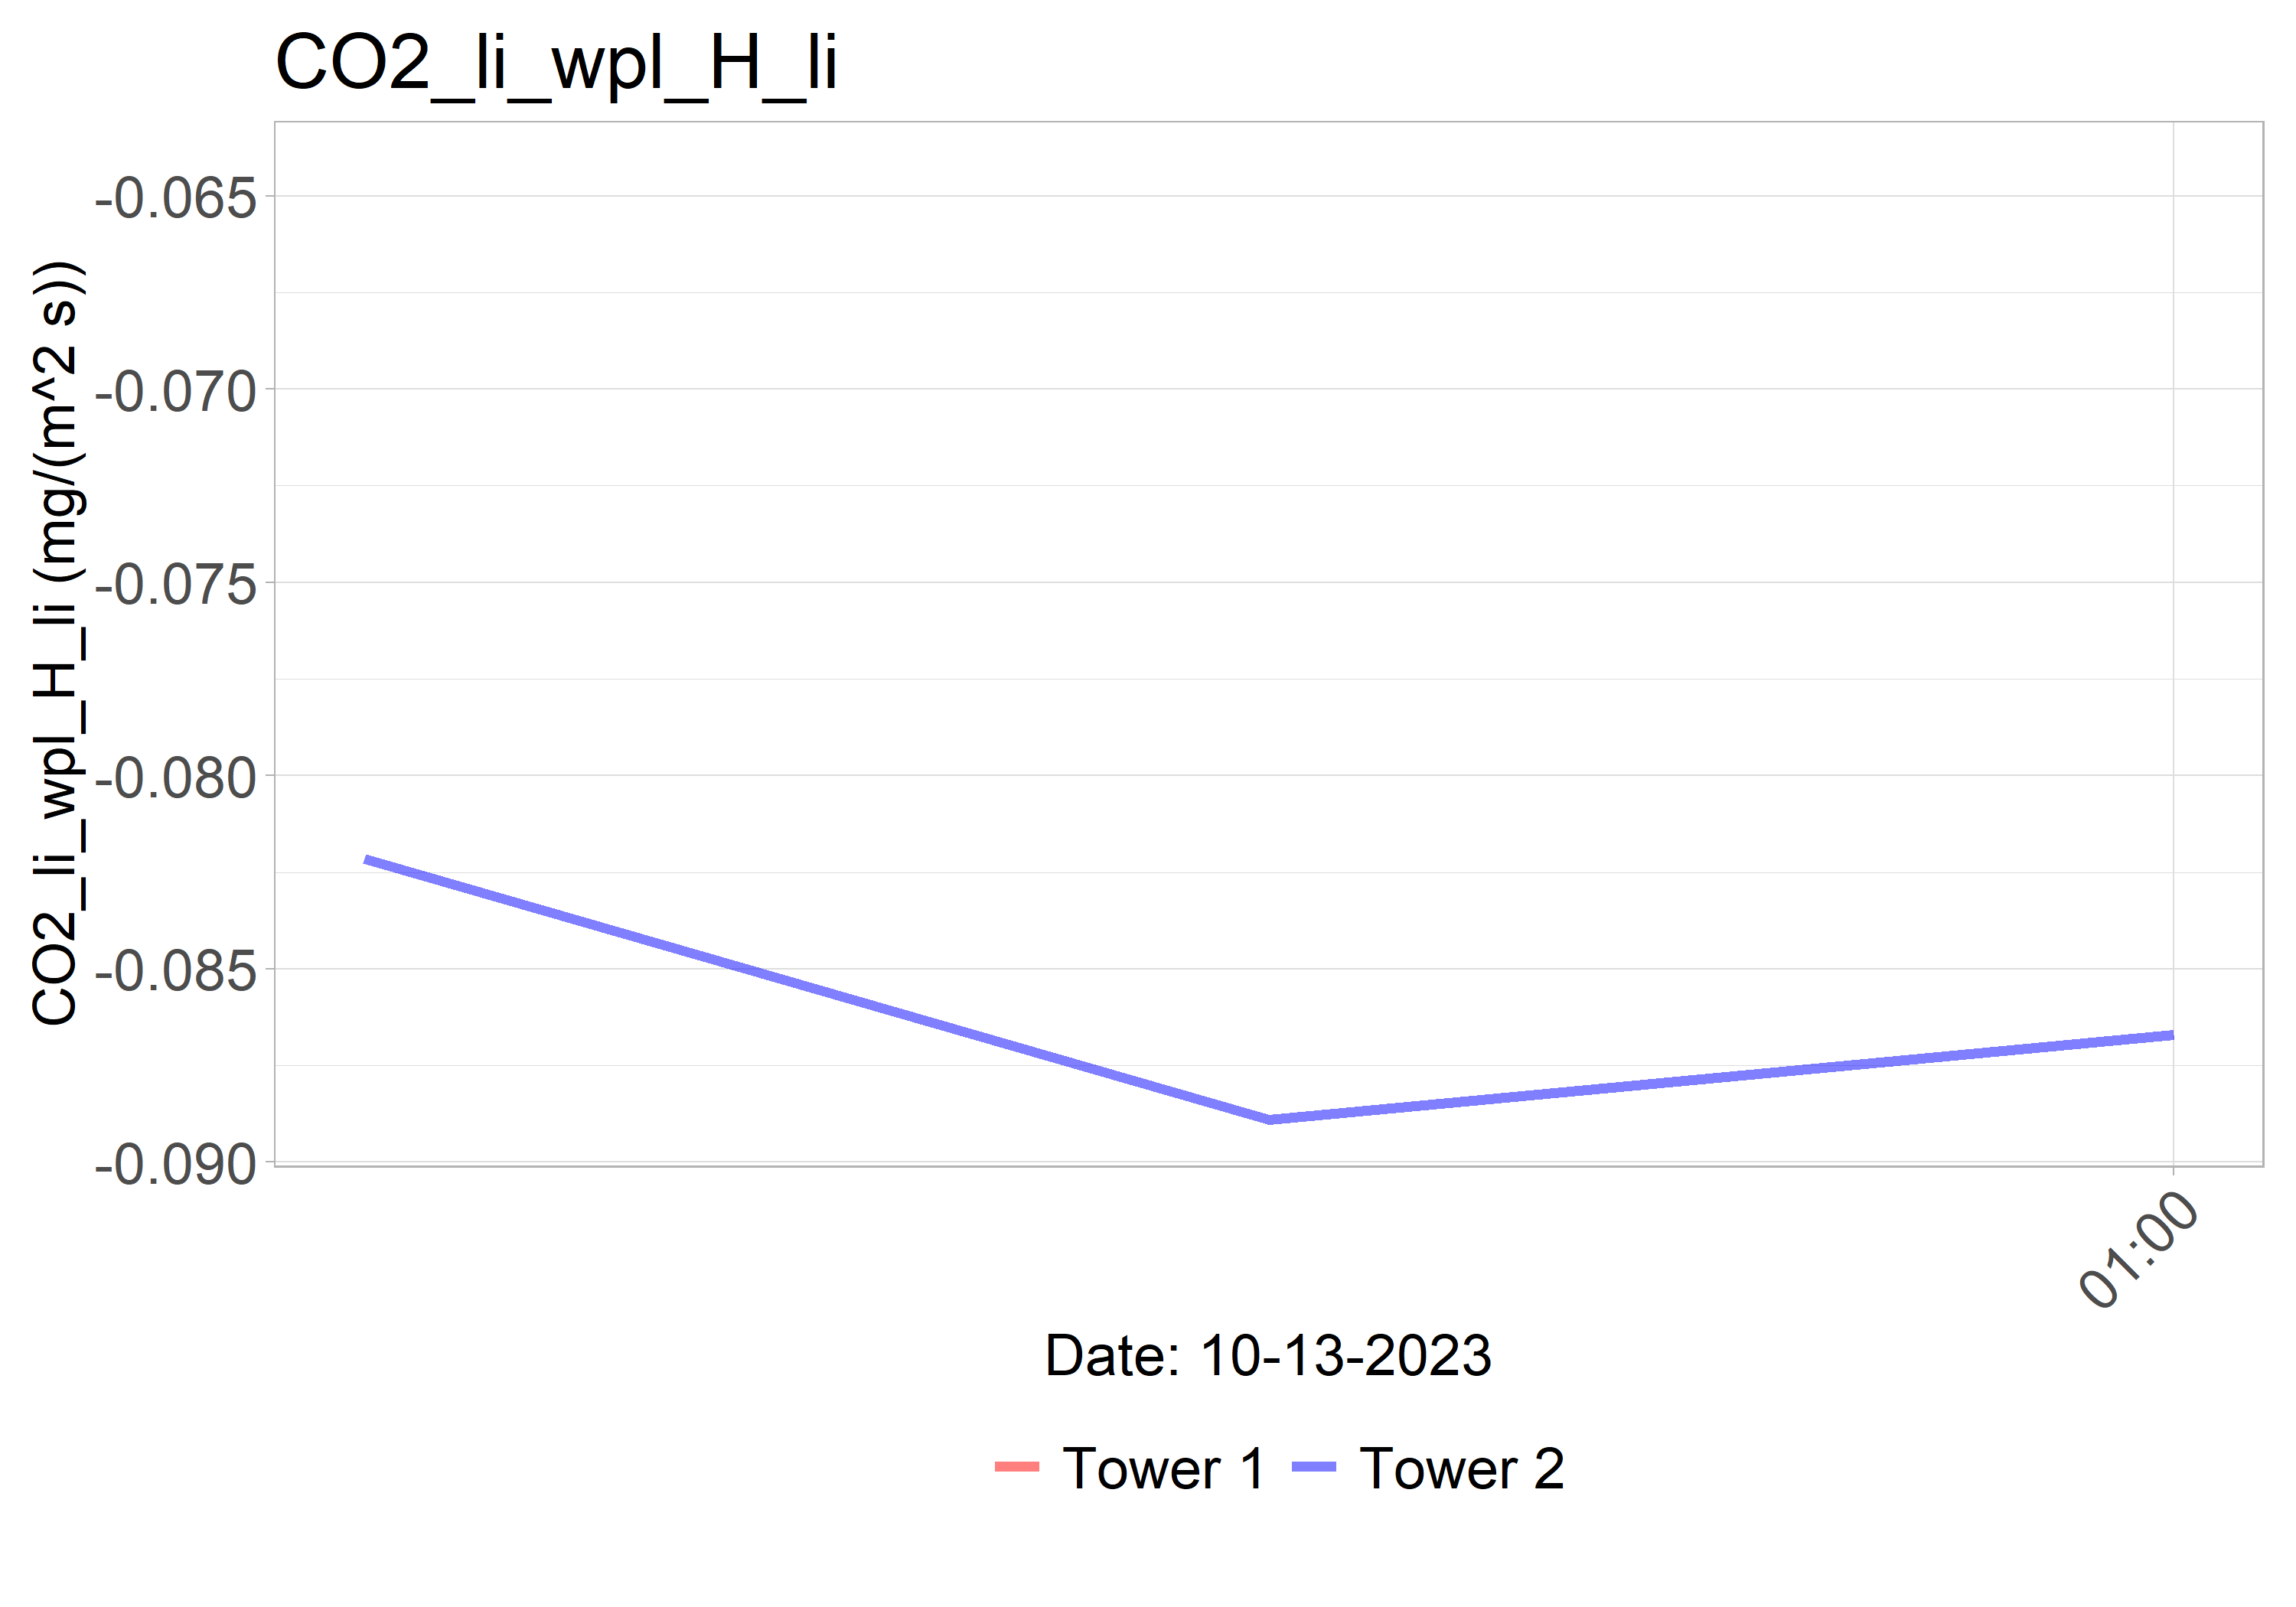 CO2_li_wpl_H_li
CO2_li_wpl_H_li (mg/(m^2 s))
-0.065
-0.070
-0.075
-0.080
-0.085
-0.090
01:00
Date: 10-13-2023
Tower 1 Tower 2